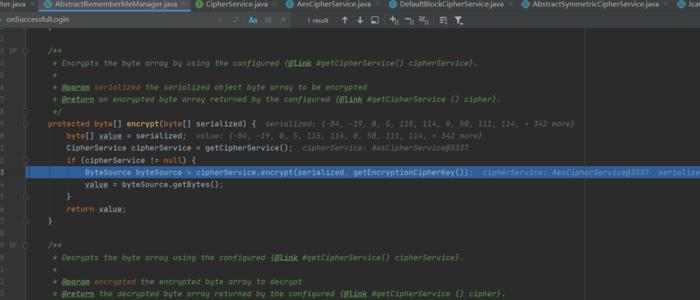 lter.java AbstractRememberMeManager.java CipherService.java AesCipherService.java DefaultBlockCipherService.java AbstractSymmetricCipherService.java Jca
onSuccessfulLogin Aa W .* 1 result
/**
* Encrypts the byte array by using the configured {@link #getCipherService() cipherService}.
*
* @param serialized the serialized object byte array to be encrypted
* @return an encrypted byte array returned by the configured {@link #getCipherService () cipher}.
*/
protected byte[] encrypt(byte[] serialized) { serialized: {-84, -19, 0, 5, 115, 114, 0, 50, 111, 114, + 342 more}
byte[] value = serialized; value: {-84, -19, 0, 5, 115, 114, 0, 50, 111, 114, + 342 more}
CipherService cipherService = getCipherService(); cipherService: AesCipherService@3337
if (cipherService != null) {
ByteSource byteSource = cipherService.encrypt(serialized, getEncryptionCipherKey()); cipherService: AesCipherService@3337 serialize
value = byteSource.getBytes();
}
return value;
}
/**
* Decrypts the byte array using the configured {@link #getCipherService() cipherService}.
*
* @param encrypted the encrypted byte array to decrypt
* @return the decrypted byte array returned by the configured {@link #getCipherService () cipher}.